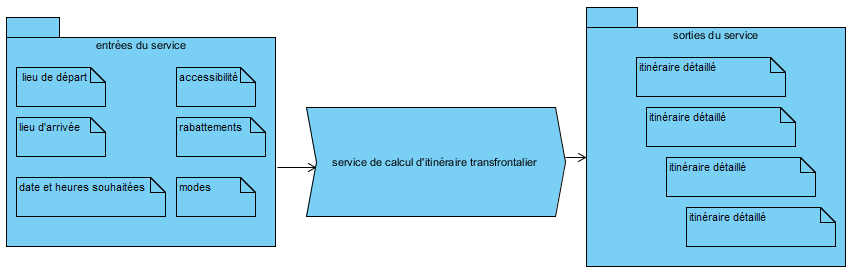 entrées du service
lieu de départ
accessibilité
lieu d'arrivée
rabattements
date et heures souhaitées
modes
service de calcul d'itinéraire transfrontalier
sorties du service
itinéraire détaillé
itinéraire détaillé
itinéraire détaillé
itinéraire détaillé